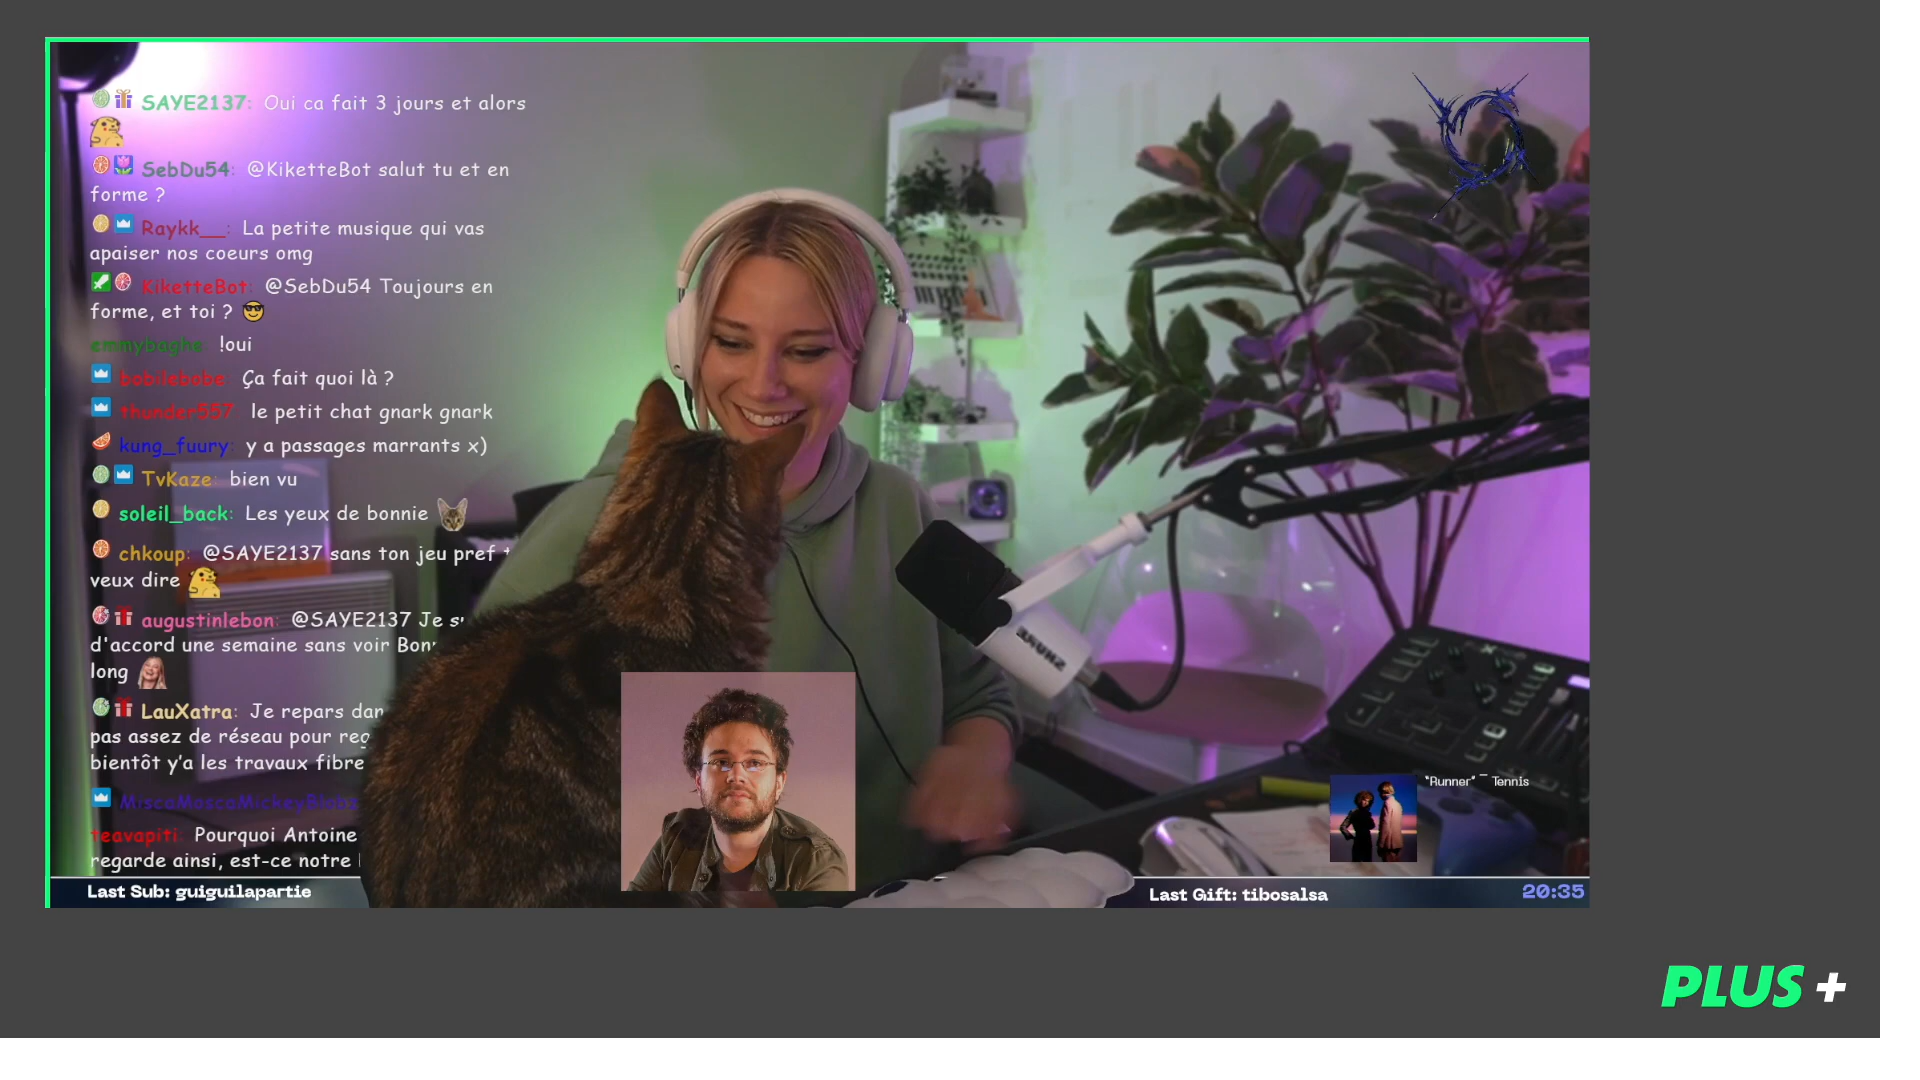 SAYE2137: Oui ca fait 3 jours et alors
SebDu54: @KiketteBot salut tu et en
forme ?
Raykk__: La petite musique qui vas
apaiser nos coeurs omg
KiketteBot: @SebDu54 Toujours en
forme, et toi ?
emmybaghe: !oui
bobilebobe: Ça fait quoi là ?
thunder557: le petit chat gnark gnark
kung_fuury: y a passages marrants x)
TvKaze: bien vu
soleil_back: Les yeux de bonnie
chkoup: @SAYE2137 sans ton jeu pref
veux dire
augustinlebon: @SAYE2137 Je
d'accord une semaine sans voir
long
LauXatra: Je repars
pas assez de réseau pour
bientôt y'a les travaux fibre
teavapiti: Pourquoi Antoine
regarde ainsi, est-ce notre
Last Sub: guiguilapartie
SHURE
"Runner" - Tennis
Last Gift: tibosalsa
20:35
PLUS +